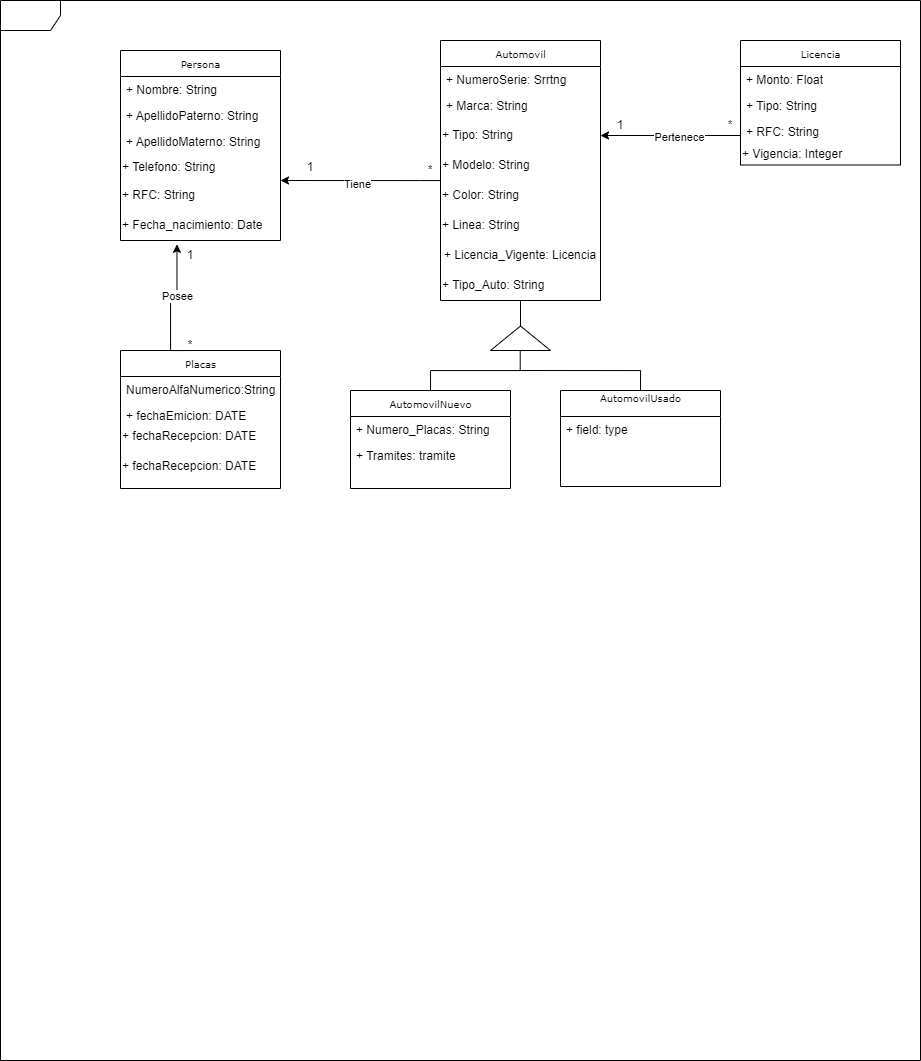 Persona
+ Nombre: String
+ ApellidoPaterno: String
+ ApellidoMaterno: String
+ Telefono: String
+ RFC: String
+ Fecha_nacimiento: Date
1
Tiene
*
Automovil
+ NumeroSerie: Srrtng
+ Marca: String
+ Tipo: String
+ Modelo: String
+ Color: String
+ Linea: String
+ Licencia_Vigente: Licencia
+ Tipo_Auto: String
1
Pertenece
*
Licencia
+ Monto: Float
+ Tipo: String
+ RFC: String
+ Vigencia: Integer
1
Posee
*
Placas
NumeroAlfaNumerico:String
+ fechaEmicion: DATE
+ fechaRecepcion: DATE
+ fechaRecepcion: DATE
AutomovilNuevo
+ Numero_Placas: String
+ Tramites: tramite
AutomovilUsado
+ field: type